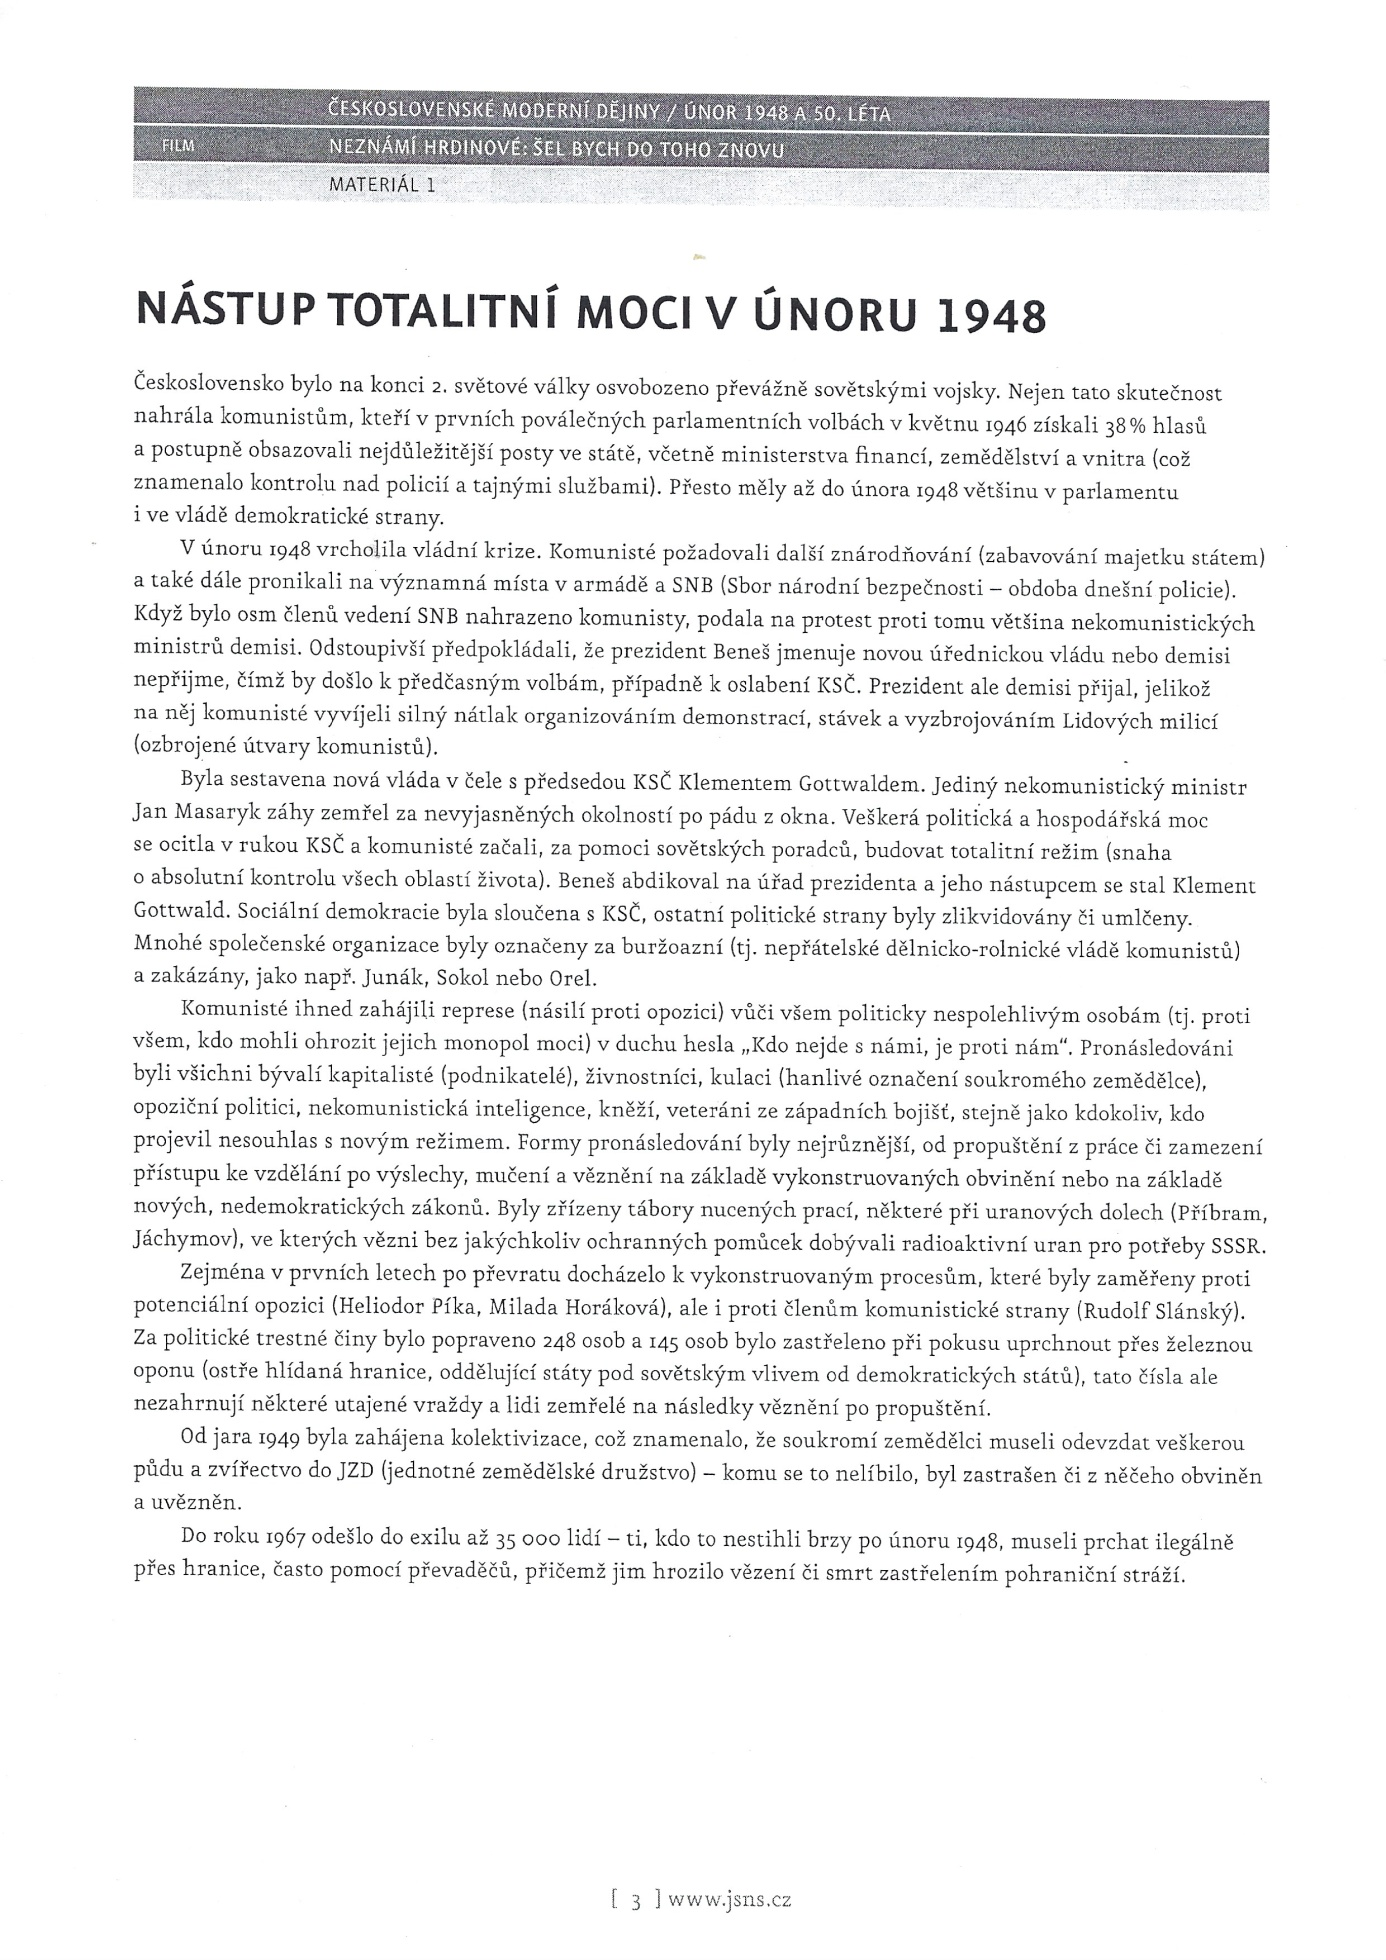 ČESKOSLOVENSKÉ MODERNÍ DĚJINY / ÚNOR 1948 A 50. LÉTA
FILM NEZNÁMÍ HRDINOVÉ: ŠEL BYCH DO TOHO ZNOVU
MATERIÁL 1
NÁSTUP TOTALITNÍ MOCI V ÚNORU 1948
Československo bylo na konci 2. světové války osvobozeno převážně sovětskými vojsky. Nejen tato skutečnost
nahrála komunistům, kteří v prvních poválečných parlamentních volbách v květnu 1946 získali 38 % hlasů
a postupně obsazovali nejdůležitější posty ve státě, včetně ministerstva financí, zemědělství a vnitra (což
znamenalo kontrolu nad policií a tajnými službami). Přesto měly až do února 1948 většinu v parlamentu
i ve vládě demokratické strany.
V únoru 1948 vrcholila vládní krize. Komunisté požadovali další znárodňování (zabavování majetku státem)
a také dále pronikali na významná místa v armádě a SNB (Sbor národní bezpečnosti – obdoba dnešní policie).
Když bylo osm členů vedení SNB nahrazeno komunisty, podala na protest proti tomu většina nekomunistických
ministrů demisi. Odstoupivší předpokládali, že prezident Beneš jmenuje novou úřednickou vládu nebo demisi
nepřijme, čímž by došlo k předčasným volbám, případně k oslabení KSČ. Prezident ale demisi přijal, jelikož
na něj komunisté vyvíjeli silný nátlak organizováním demonstrací, stávek a vyzbrojováním Lidových milicí
(ozbrojené útvary komunistů).
Byla sestavena nová vláda v čele s předsedou KSČ Klementem Gottwaldem. Jediný nekomunistický ministr
Jan Masaryk záhy zemřel za nevyjasněných okolností po pádu z okna. Veškerá politická a hospodářská moc
se ocitla v rukou KSČ a komunisté začali, za pomoci sovětských poradců, budovat totalitní režim (snaha
o absolutní kontrolu všech oblastí života). Beneš abdikoval na úřad prezidenta a jeho nástupcem se stal Klement
Gottwald. Sociální demokracie byla sloučena s KSČ, ostatní politické strany byly zlikvidovány či umlčeny.
Mnohé společenské organizace byly označeny za buržoazní (tj. nepřátelské dělnicko-rolnické vládě komunistů)
a zakázány, jako např. Junák, Sokol nebo Orel.
Komunisté ihned zahájili represe (násilí proti opozici) vůči všem politicky nespolehlivým osobám (tj. proti
všem, kdo mohli ohrozit jejich monopol moci) v duchu hesla „Kdo nejde s námi, je proti nám“. Pronásledováni
byli všichni bývalí kapitalisté (podnikatelé), živnostníci, kulaci (hanlivé označení soukromého zemědělce),
opoziční politici, nekomunistická inteligence, kněží, veteráni ze západních bojišť, stejně jako kdokoliv, kdo
projevil nesouhlas s novým režimem. Formy pronásledování byly nejrůznější, od propuštění z práce či zamezení
přístupu ke vzdělání po výslechy, mučení a věznění na základě vykonstruovaných obvinění nebo na základě
nových, nedemokratických zákonů. Byly zřízeny tábory nucených prací, některé při uranových dolech (Příbram,
Jáchymov), ve kterých vězni bez jakýchkoliv ochranných pomůcek dobývali radioaktivní uran pro potřeby SSSR.
Zejména v prvních letech po převratu docházelo k vykonstruovaným procesům, které byly zaměřeny proti
potenciální opozici (Heliodor Píka, Milada Horáková), ale i proti členům komunistické strany (Rudolf Slánský).
Za politické trestné činy bylo popraveno 248 osob a 145 osob bylo zastřeleno při pokusu uprchnout přes železnou
oponu (ostře hlídaná hranice, oddělující státy pod sovětským vlivem od demokratických států), tato čísla ale
nezahrnují některé utajené vraždy a lidi zemřelé na následky věznění po propuštění.
Od jara 1949 byla zahájena kolektivizace, což znamenalo, že soukromí zemědělci museli odevzdat veškerou
půdu a zvířectvo do JZD (jednotné zemědělské družstvo) – komu se to nelíbilo, byl zastrašen či z něčeho obviněn
a uvězněn.
Do roku 1967 odešlo do exilu až 35 000 lidí – ti, kdo to nestihli brzy po únoru 1948, museli prchat ilegálně
přes hranice, často pomocí převaděčů, přičemž jim hrozilo vězení či smrt zastřelením pohraniční stráží.
[ 3 ] www.jsns.cz